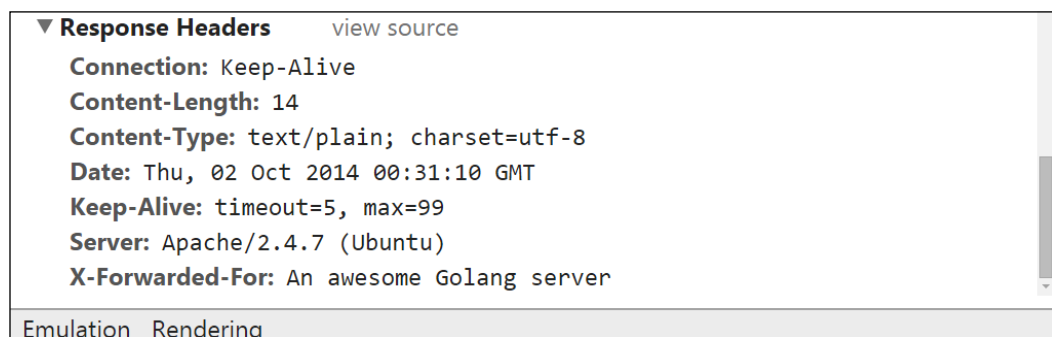 ▼ Response Headers view source
Connection: Keep-Alive
Content-Length: 14
Content-Type: text/plain; charset=utf-8
Date: Thu, 02 Oct 2014 00:31:10 GMT
Keep-Alive: timeout=5, max=99
Server: Apache/2.4.7 (Ubuntu)
X-Forwarded-For: An awesome Golang server
Emulation Rendering